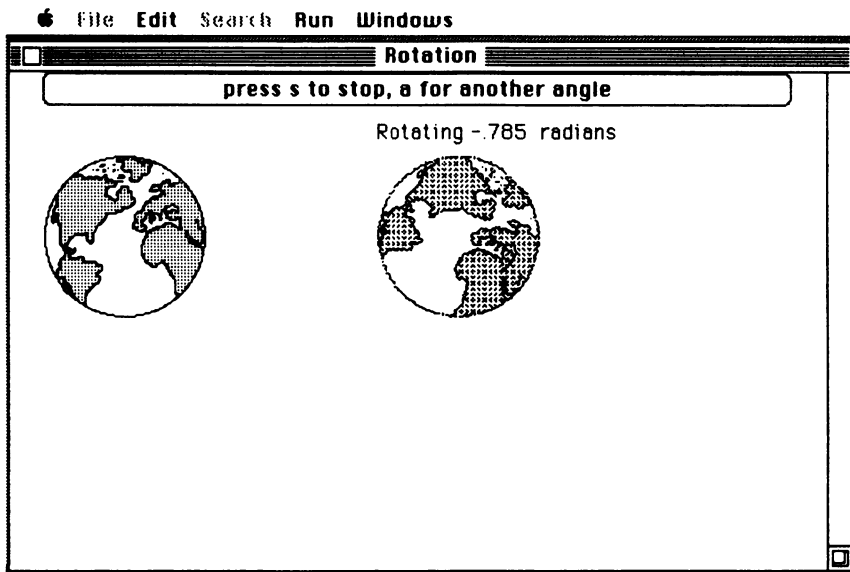 File Edit Search Run Windows
Rotation
press s to stop, a for another angle
Rotating -.785 radians